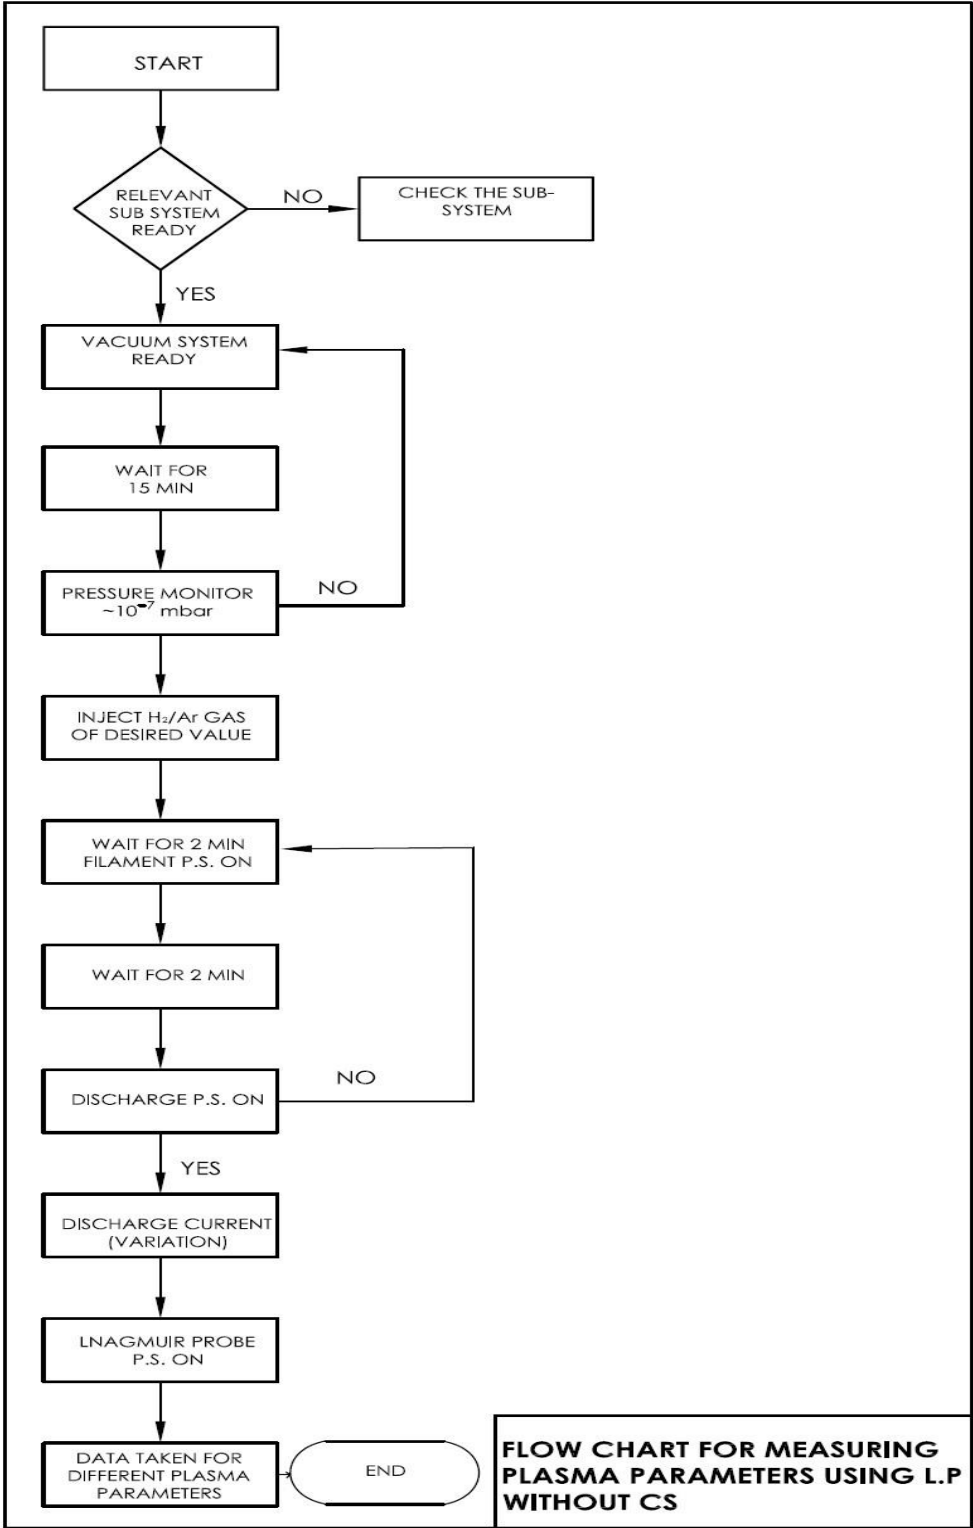 START
RELEVANT
SUB SYSTEM
READY
NO
CHECK THE SUB-
SYSTEM
YES
VACUUM SYSTEM
READY
WAIT FOR
15 MIN
PRESSURE MONITOR
~10⁻⁷ mbar
NO
INJECT H₂/Ar GAS
OF DESIRED VALUE
WAIT FOR 2 MIN
FILAMENT P.S. ON
WAIT FOR 2 MIN
DISCHARGE P.S. ON
NO
YES
DISCHARGE CURRENT
(VARIATION)
LNAGMUIR PROBE
P.S. ON
DATA TAKEN FOR
DIFFERENT PLASMA
PARAMETERS
END
FLOW CHART FOR MEASURING
PLASMA PARAMETERS USING L.P
WITHOUT CS